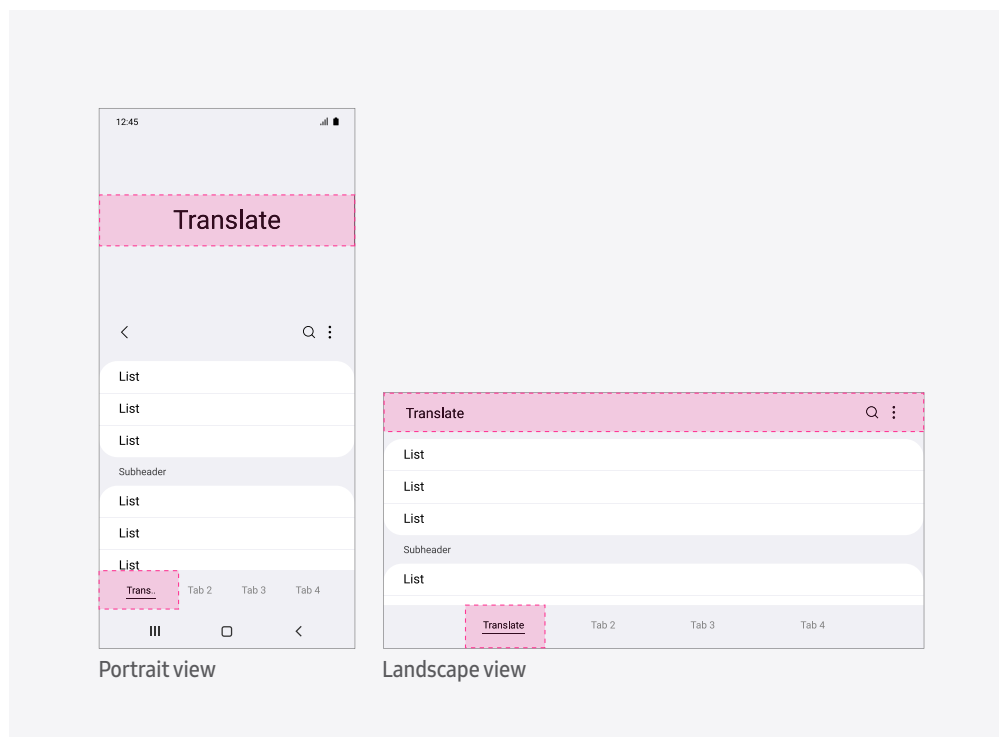 12:45
Translate
List
List
List
Subheader
List
List
List
Trans..
Tab 2
Tab 3
Tab 4
Portrait view
Translate
List
List
List
Subheader
List
Translate
Tab 2
Tab 3
Tab 4
Landscape view